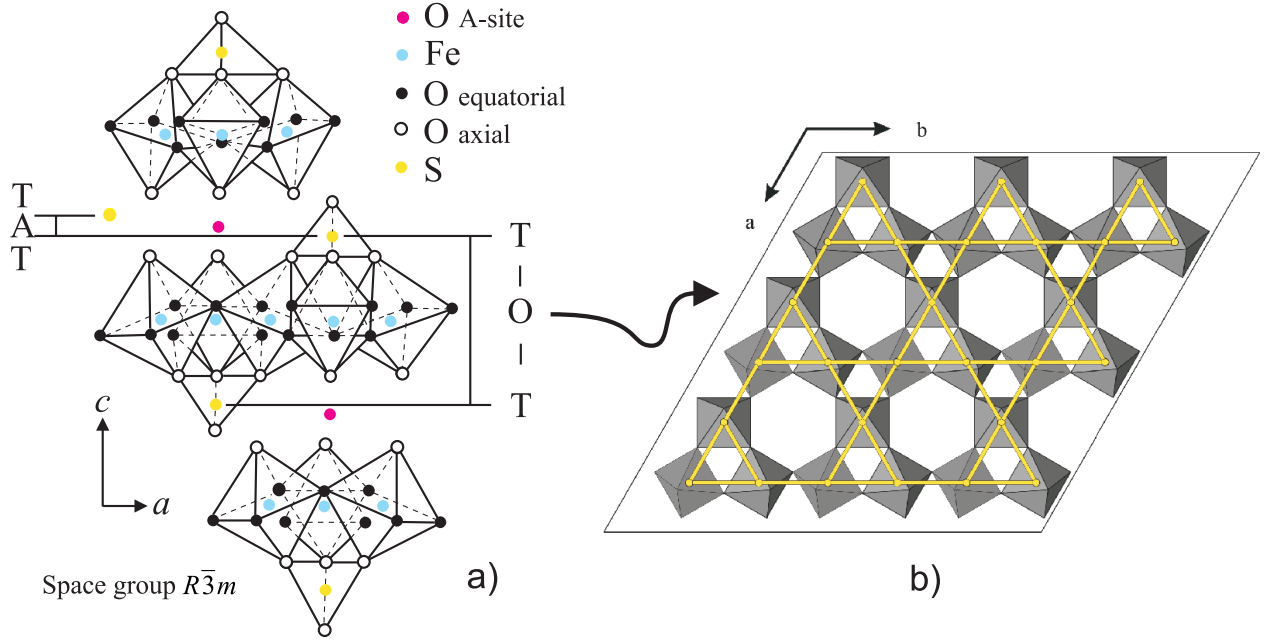 O A-site
Fe
O equatorial
O axial
S
T
A
T
T
O
T
c
a
Space group R3̅m
a)
b
a
b)